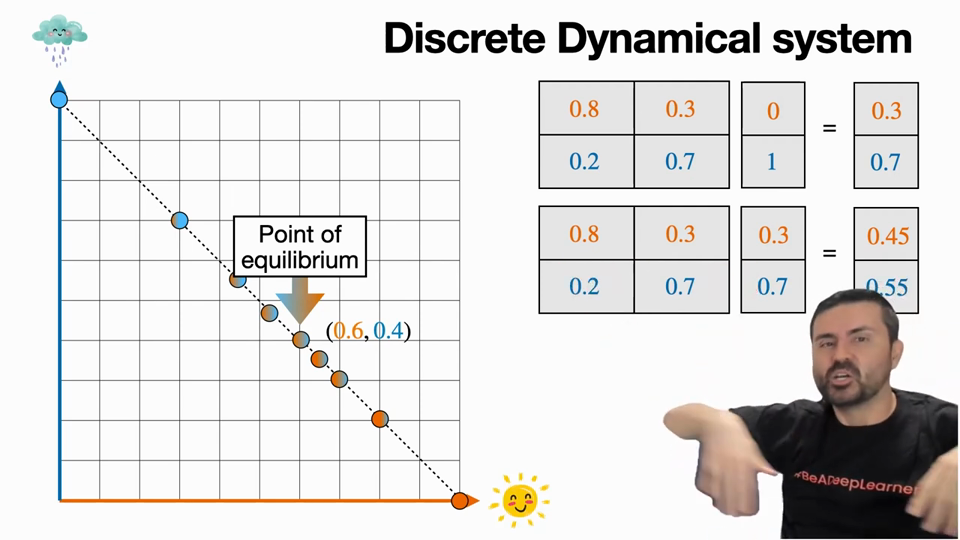 Discrete Dynamical system
0.8 0.3 0 = 0.3
0.2 0.7 1 0.7
0.8 0.3 0.3 = 0.45
0.2 0.7 0.7 0.55
Point of
equilibrium
(0.6, 0.4)
#BeADeepLearner